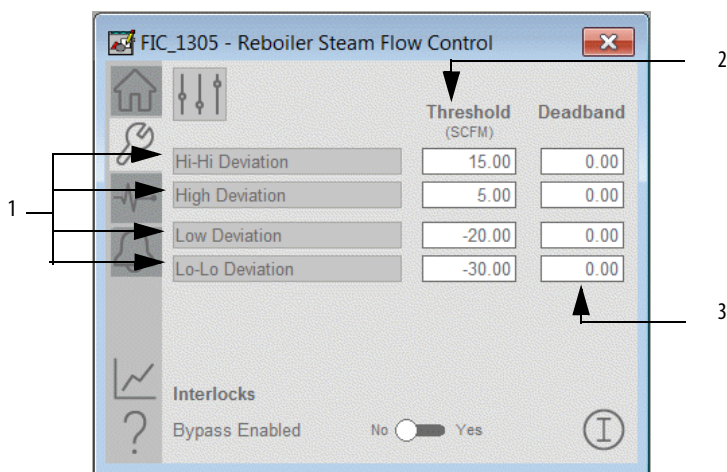 FIC_1305 - Reboiler Steam Flow Control
2
Threshold Deadband
(SCFM)
Hi-Hi Deviation 15.00 0.00
High Deviation 5.00 0.00
1
Low Deviation -20.00 0.00
Lo-Lo Deviation -30.00 0.00
3
Interlocks
? Bypass Enabled No Yes I